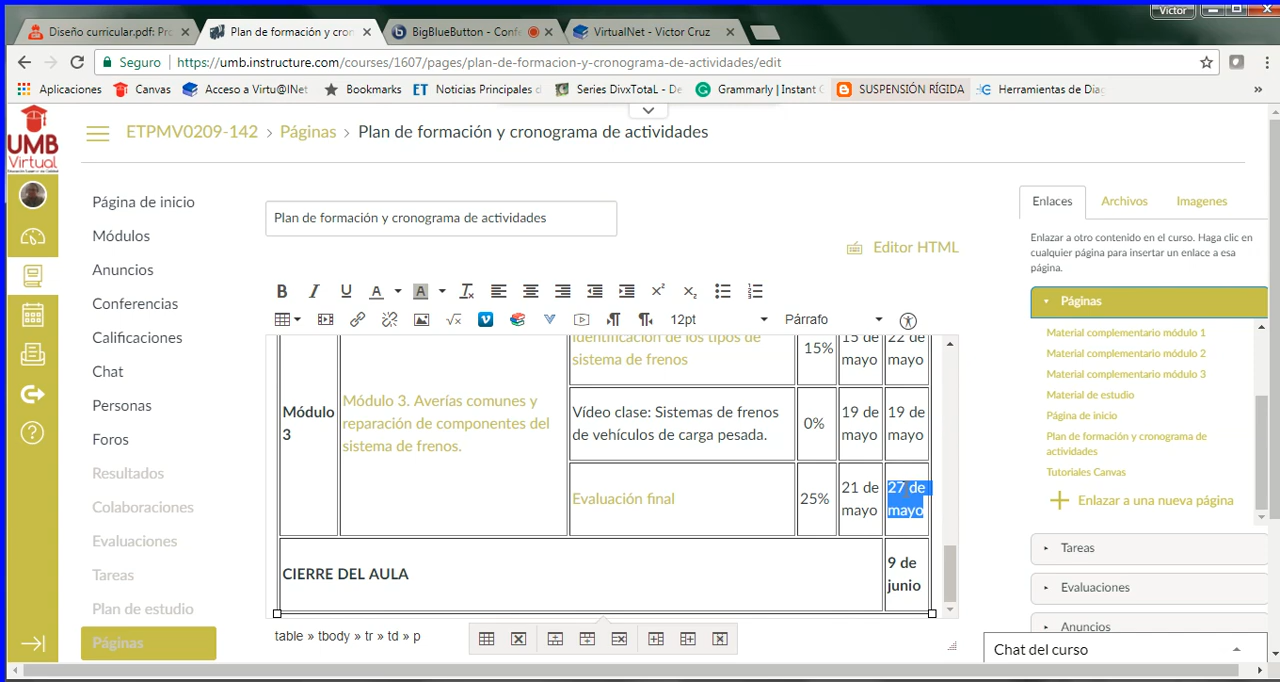 Victor
Diseño curricular.pdf: Pr
Plan de formación y cron
BigBlueButton - Confe
VirtualNet - Victor Cruz
Seguro
https://umb.instructure.com/courses/1607/pages/plan-de-formacion-y-cronograma-de-actividades/edit
Aplicaciones
Canvas
Acceso a Virtu@lNet
Bookmarks
ET Noticias Principales d
Series DivxTotaL - De
Grammarly | Instant C
SUSPENSIÓN RÍGIDA
Herramientas de Diag
»
UMB
Virtual
ETPMV0209-142 > Páginas > Plan de formación y cronograma de actividades
Página de inicio
Módulos
Anuncios
Conferencias
Calificaciones
Chat
Personas
Foros
Resultados
Colaboraciones
Evaluaciones
Tareas
Plan de estudio
Páginas
Plan de formación y cronograma de actividades
Editor HTML
12pt
Párrafo
Identificación de los tipos de
sistema de frenos
15%
15 de
mayo
22 de
mayo
Módulo
3
Módulo 3. Averías comunes y
reparación de componentes del
sistema de frenos.
Vídeo clase: Sistemas de frenos
de vehículos de carga pesada.
0%
19 de
mayo
19 de
mayo
Evaluación final
25%
21 de
mayo
27 de
mayo
CIERRE DEL AULA
9 de
junio
table » tbody » tr » td » p
Enlaces
Archivos
Imagenes
Enlazar a otro contenido en el curso. Haga clic en
cualquier página para insertar un enlace a esa
página.
Páginas
Material complementario módulo 1
Material complementario módulo 2
Material complementario módulo 3
Material de estudio
Página de inicio
Plan de formación y cronograma de
actividades
Tutoriales Canvas
Enlazar a una nueva página
Tareas
Evaluaciones
Anuncios
Chat del curso